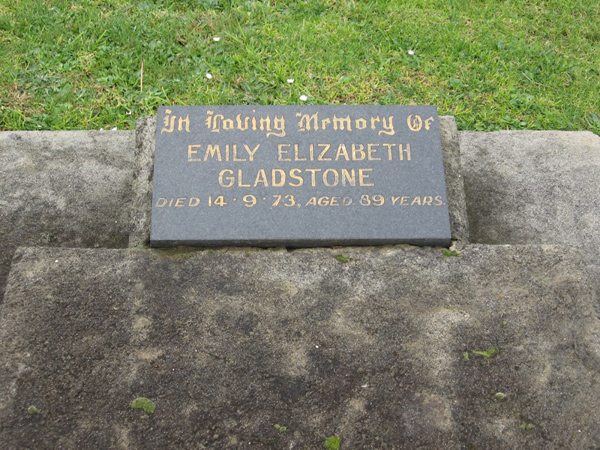 In Loving Memory Of
EMILY ELIZABETH
GLADSTONE
DIED 14·9·73, AGED 89 YEARS.